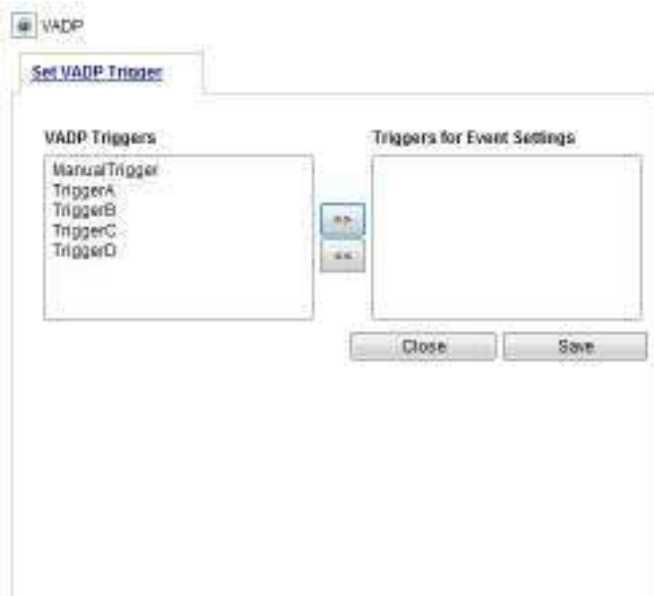 VADP
Set VADP Trigger
VADP Triggers
Triggers for Event Settings
ManualTrigger
TriggerA
TriggerB
TriggerC
TriggerD
>>
<<
Close
Save